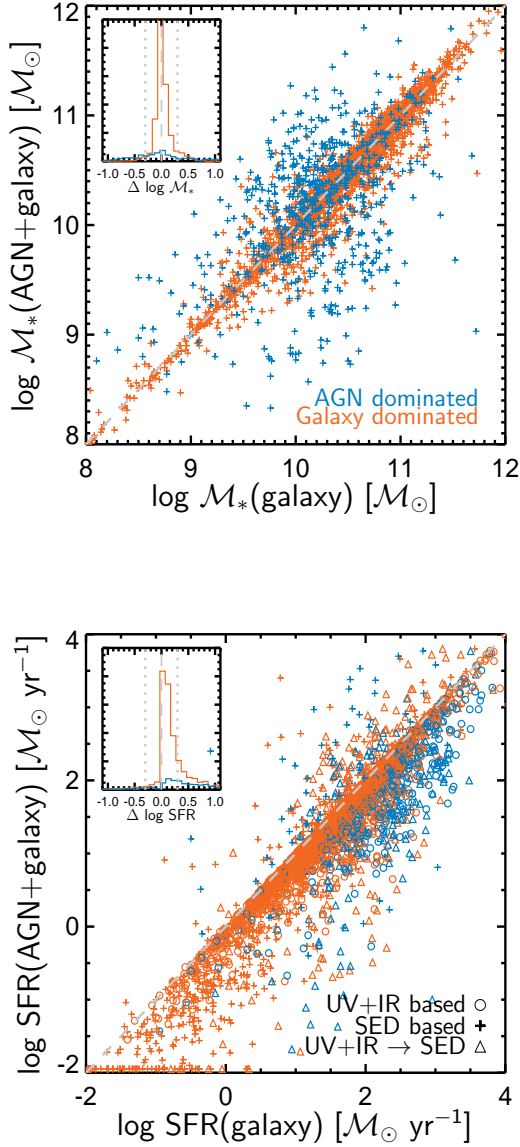 12
11
10
9
8
log ℳ*(AGN+galaxy) [ℳ⊙]
-1.0 -0.5 0.0 0.5 1.0
Δ log ℳ*
AGN dominated
Galaxy dominated
8 9 10 11 12
log ℳ*(galaxy) [ℳ⊙]
4
2
0
-2
log SFR(AGN+galaxy) [ℳ⊙ yr⁻¹]
-1.0 -0.5 0.0 0.5 1.0
Δ log SFR
UV+IR based ○
SED based +
UV+IR → SED △
-2 0 2 4
log SFR(galaxy) [ℳ⊙ yr⁻¹]